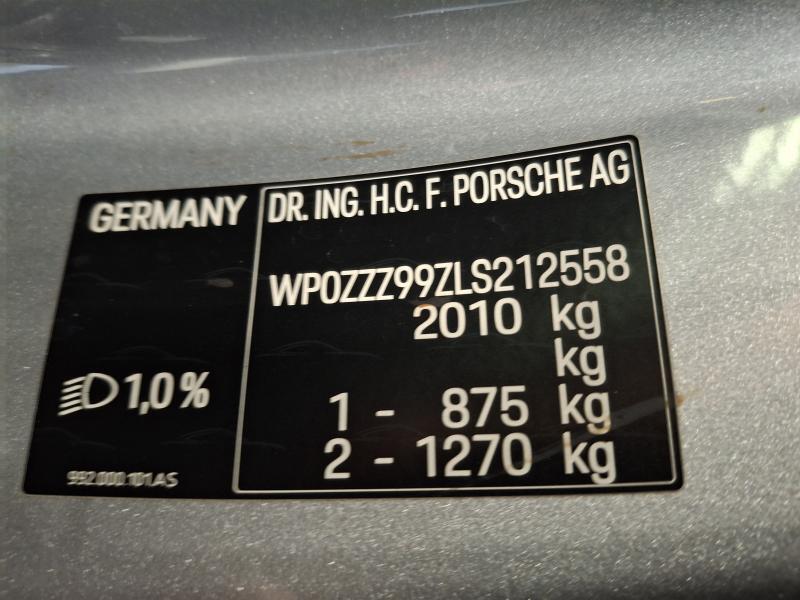 GERMANY
DR. ING. H.C. F. PORSCHE AG
WP0ZZZ99ZLS212558
2010 kg
kg
1 - 875 kg
2 - 1270 kg
1,0 %
992 000 101 AS